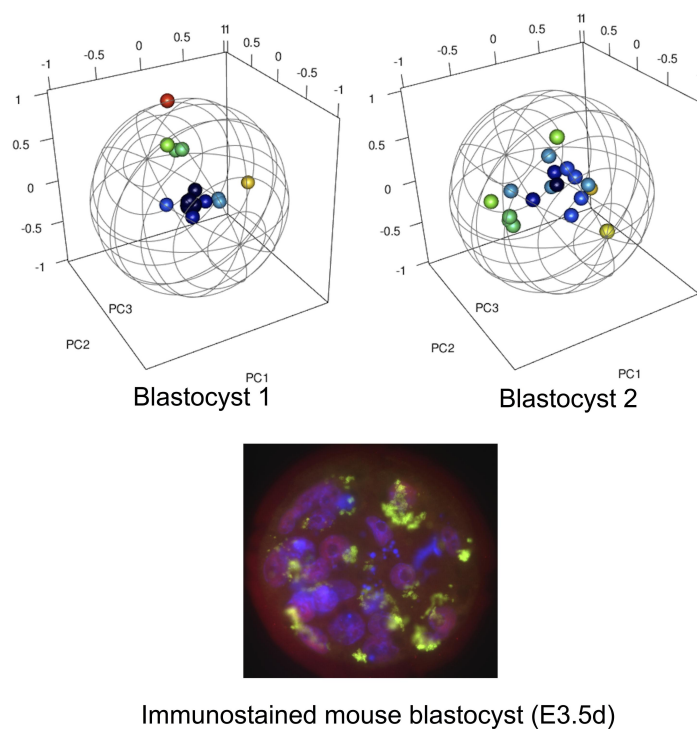 -1 -0.5 0 0.5 11 0.5 0 -0.5 -1
1
0.5
0
-0.5
-1
PC3
PC2
PC1
Blastocyst 1
-1 -0.5 0 0.5 11 0.5 0 -0.5
1
0.5
0
-0.5
-1
PC3
PC2
PC1
Blastocyst 2
Immunostained mouse blastocyst (E3.5d)